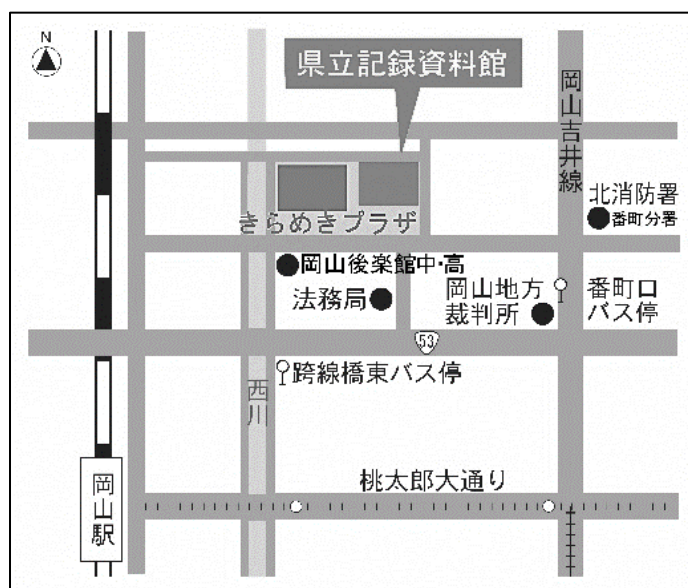 N
県立記録資料館
岡山吉井線
北消防署
番町分署
きらめきプラザ
岡山後楽館中・高
法務局
岡山地方
裁判所
番町口
バス停
53
跨線橋東バス停
西川
桃太郎大通り
岡山駅